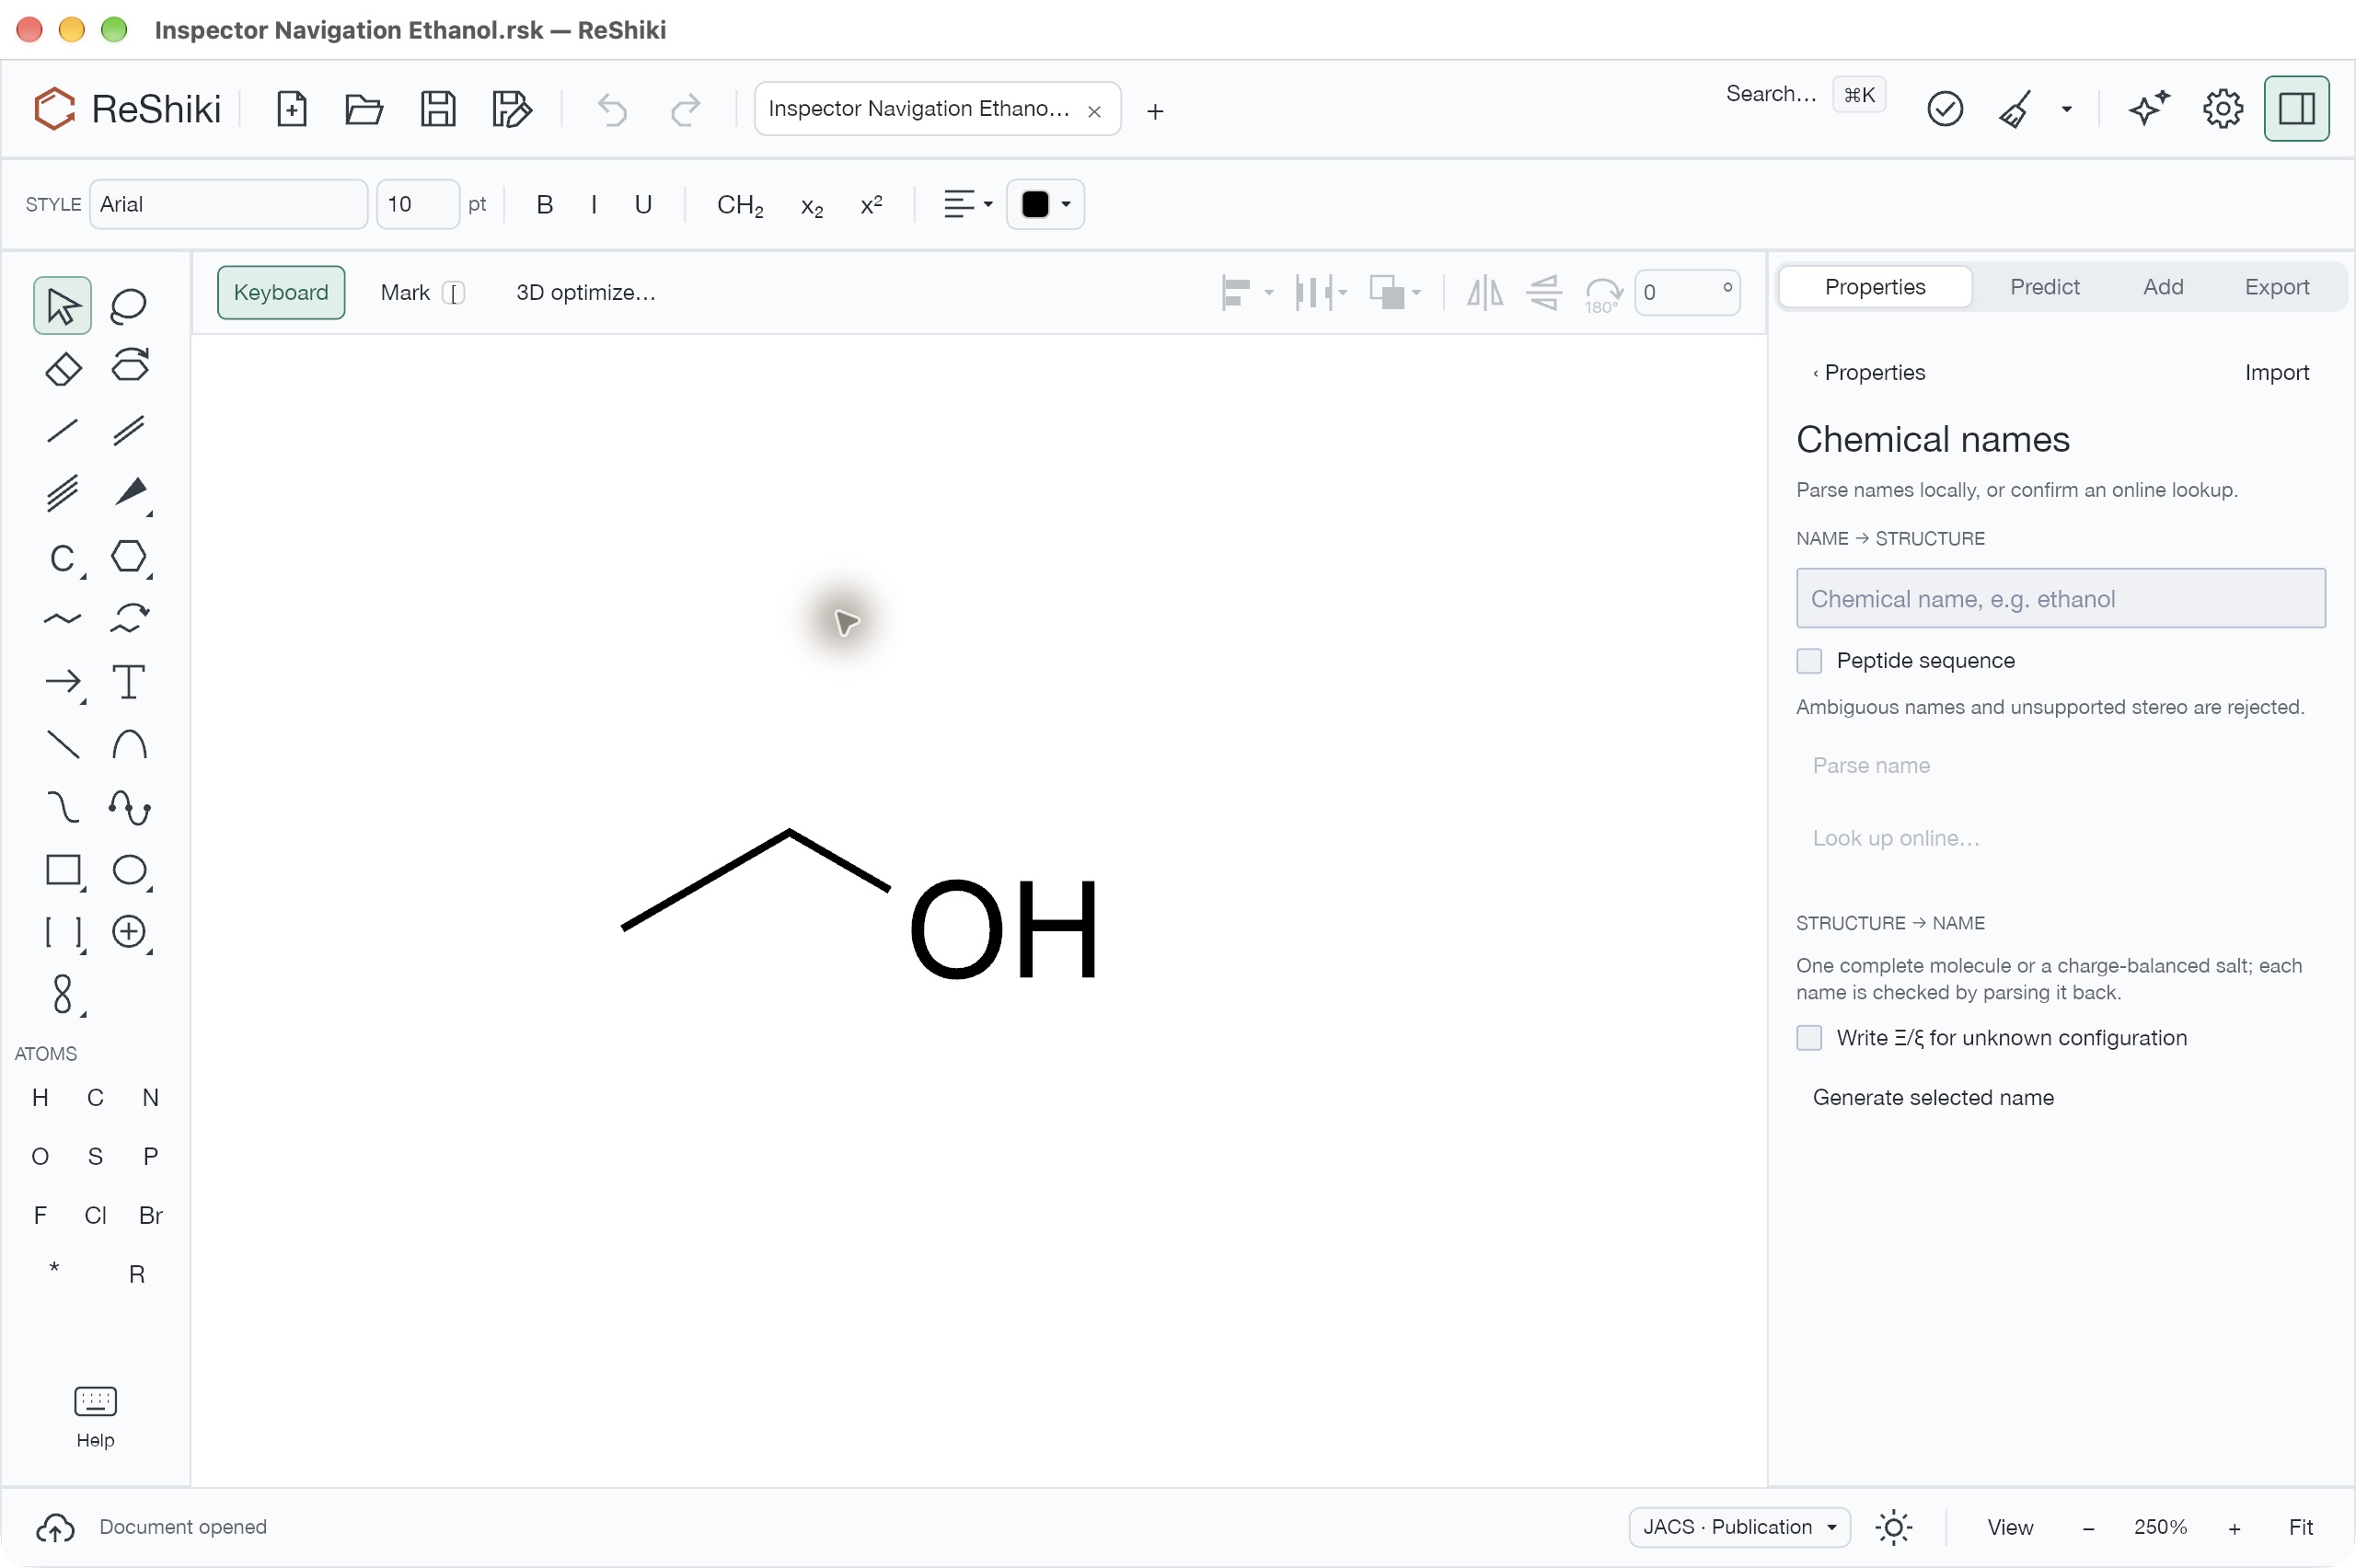 Inspector Navigation Ethanol.rsk — ReShiki
ReShiki
Inspector Navigation Ethano... × +
Search... ⌘K
STYLE Arial 10 pt B I U CH₂ x₂ x²
Keyboard Mark [ 3D optimize...
180° 0 °
Properties Predict Add Export
‹ Properties Import
Chemical names
Parse names locally, or confirm an online lookup.
NAME → STRUCTURE
Chemical name, e.g. ethanol
Peptide sequence
Ambiguous names and unsupported stereo are rejected.
Parse name
Look up online...
STRUCTURE → NAME
One complete molecule or a charge-balanced salt; each
name is checked by parsing it back.
Write Ξ/ξ for unknown configuration
Generate selected name
C
T
[ ]
ATOMS
H C N
O S P
F Cl Br
* R
Help
OH
Document opened
JACS · Publication
View − 250% + Fit